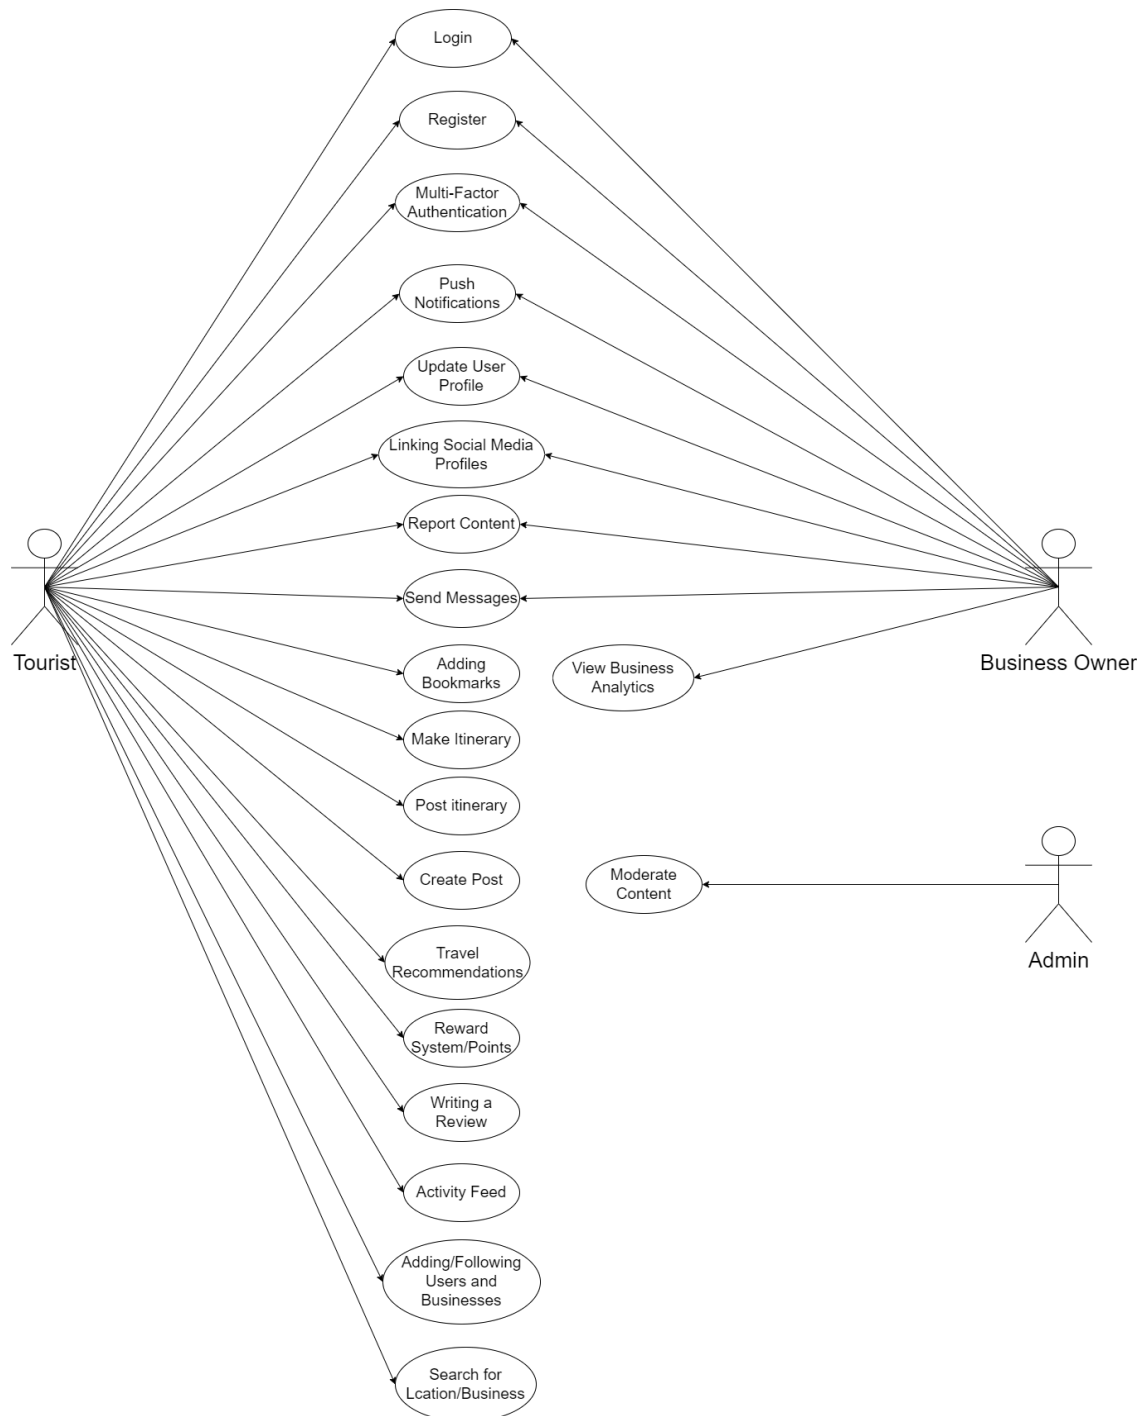 Login
Register
Multi-Factor
Authentication
Push
Notifications
Update User
Profile
Linking Social Media
Profiles
Report Content
Send Messages
Tourist
Business Owner
Adding
Bookmarks
View Business
Analytics
Make Itinerary
Post itinerary
Create Post
Moderate
Content
Admin
Travel
Recommendations
Reward
System/Points
Writing a
Review
Activity Feed
Adding/Following
Users and
Businesses
Search for
Lcation/Business